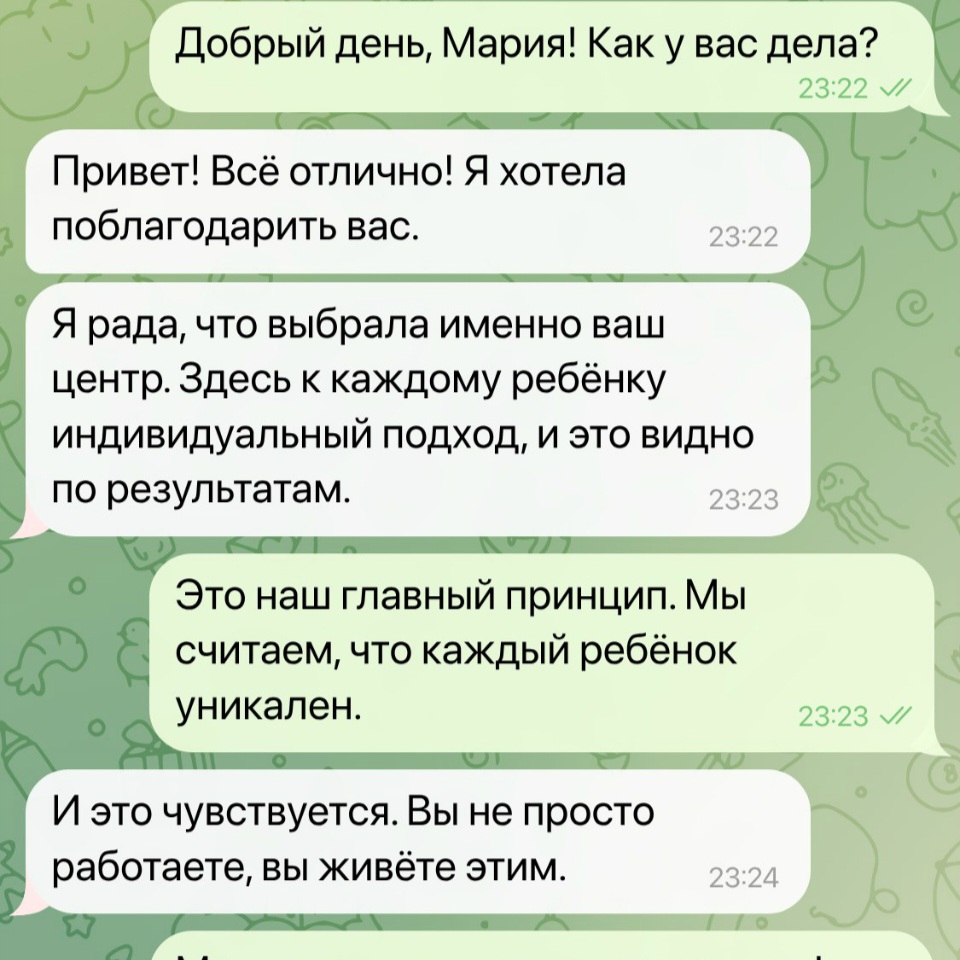 Добрый день, Мария! Как у вас дела?
23:22
Привет! Всё отлично! Я хотела
поблагодарить вас.
23:22
Я рада, что выбрала именно ваш
центр. Здесь к каждому ребёнку
индивидуальный подход, и это видно
по результатам.
23:23
Это наш главный принцип. Мы
считаем, что каждый ребёнок
уникален.
23:23
И это чувствуется. Вы не просто
работаете, вы живёте этим.
23:24